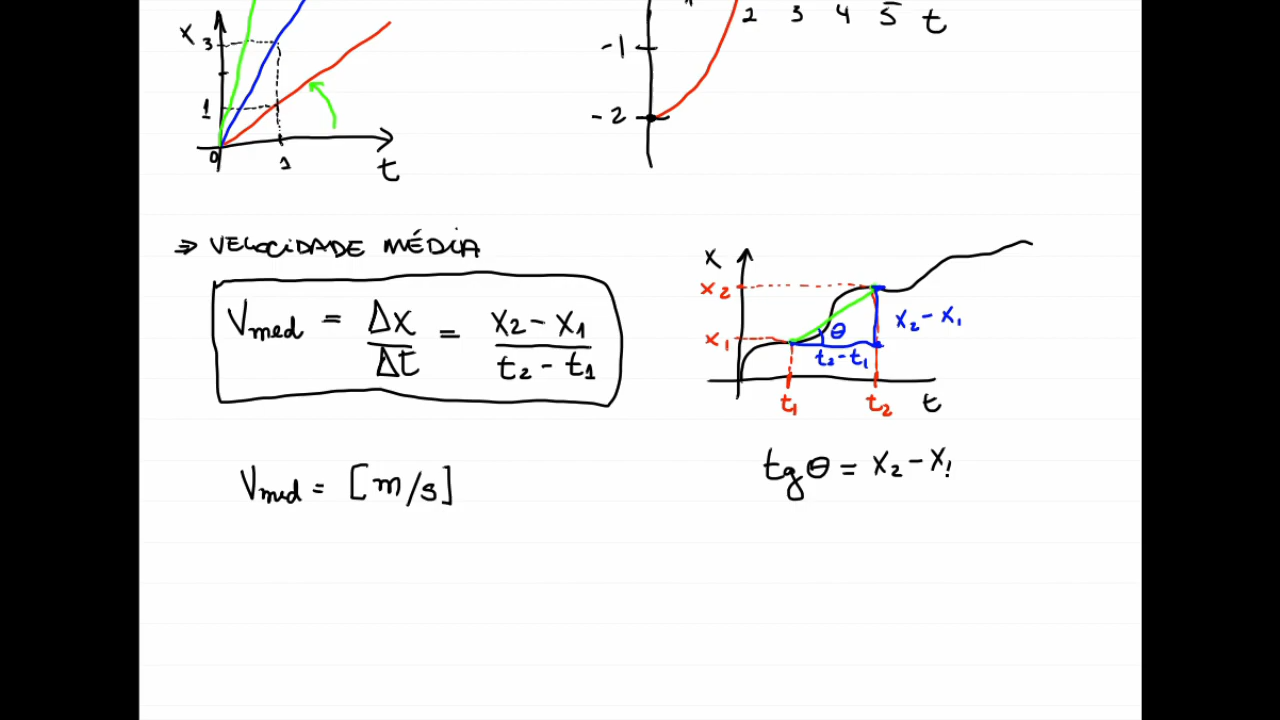 x
3
1
0
1
t
1
2 3 4 5 t
-1
-2
⇒ VELOCIDADE MÉDIA
Vmed = Δx/Δt = x2 - x1 / t2 - t1
Vmed = [m/s]
x
x2
x1
θ
x2 - x1
t2 - t1
t1
t2
t
tg θ = x2 - x1